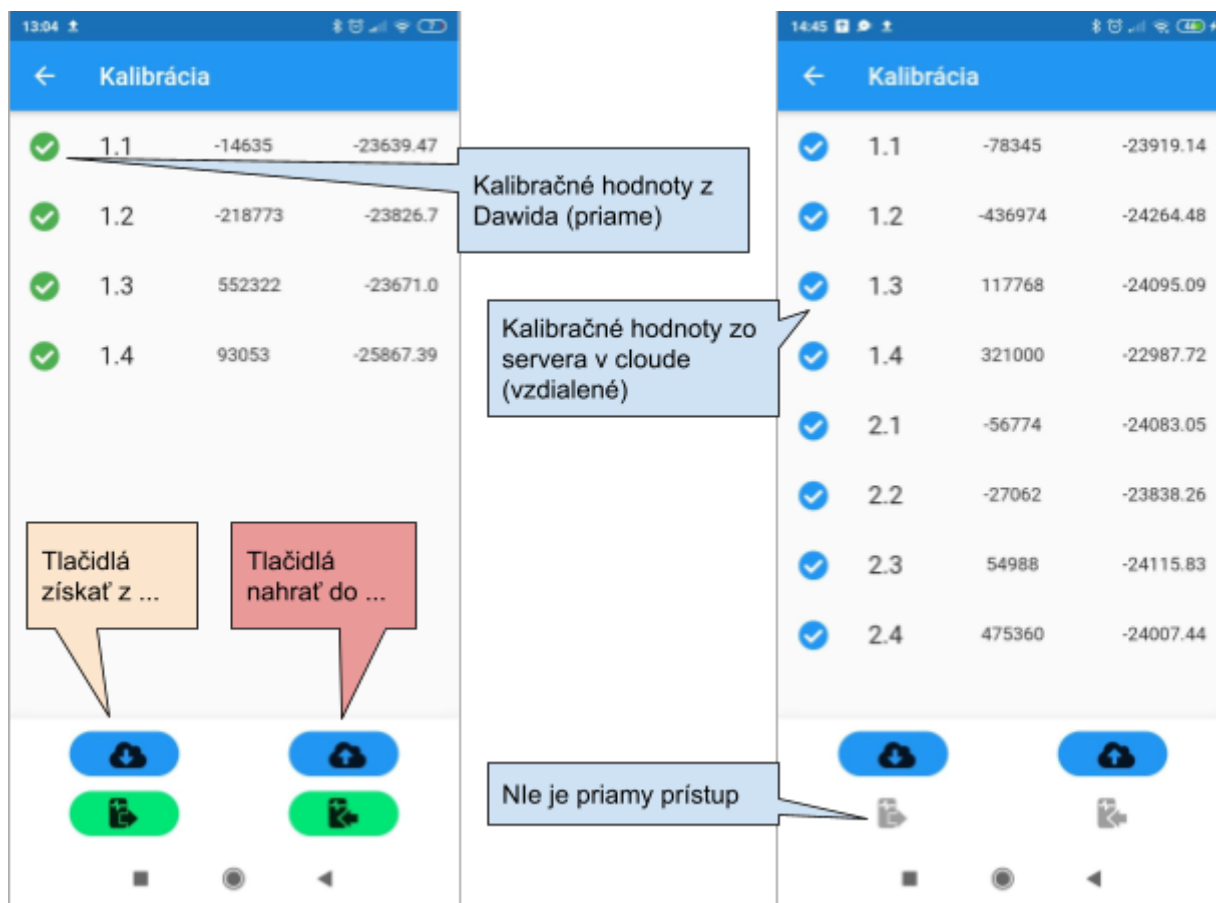 13:04
7
Kalibrácia
1.1 -14635 -23639.47
1.2 -218773 -23826.7
1.3 552322 -23671.0
1.4 93053 -25867.39
Kalibračné hodnoty z
Dawida (priame)
Kalibračné hodnoty zo
servera v cloude
(vzdialené)
Tlačidlá
získať z ...
Tlačidlá
nahrať do ...
NIe je priamy prístup
14:45
Kalibrácia
1.1 -78345 -23919.14
1.2 -436974 -24264.48
1.3 117768 -24095.09
1.4 321000 -22987.72
2.1 -56774 -24083.05
2.2 -27062 -23838.26
2.3 54988 -24115.83
2.4 475360 -24007.44